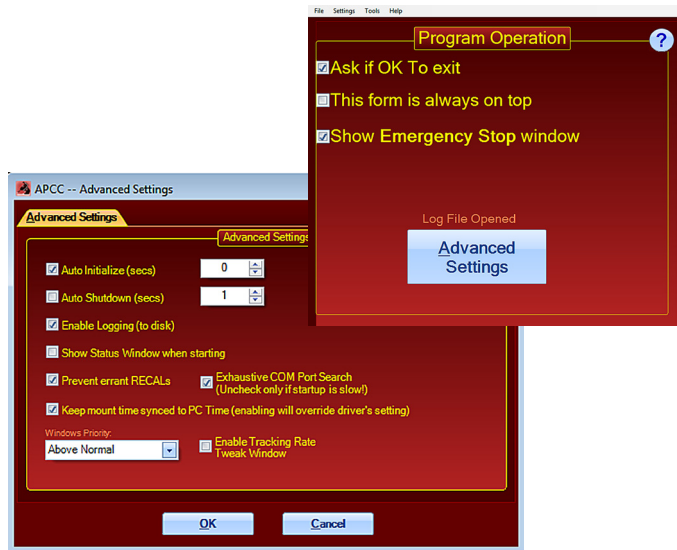 File Settings Tools Help
Program Operation
?
Ask if OK To exit
This form is always on top
Show Emergency Stop window
Log File Opened
Advanced
Settings
APCC -- Advanced Settings
Advanced Settings
Advanced Settings
Auto Initialize (secs) 0
Auto Shutdown (secs) 1
Enable Logging (to disk)
Show Status Window when starting
Prevent errant RECALs
Exhaustive COM Port Search
(Uncheck only if startup is slow!)
Keep mount time synced to PC Time (enabling will override driver's setting)
Windows Priority:
Above Normal
Enable Tracking Rate
Tweak Window
OK Cancel